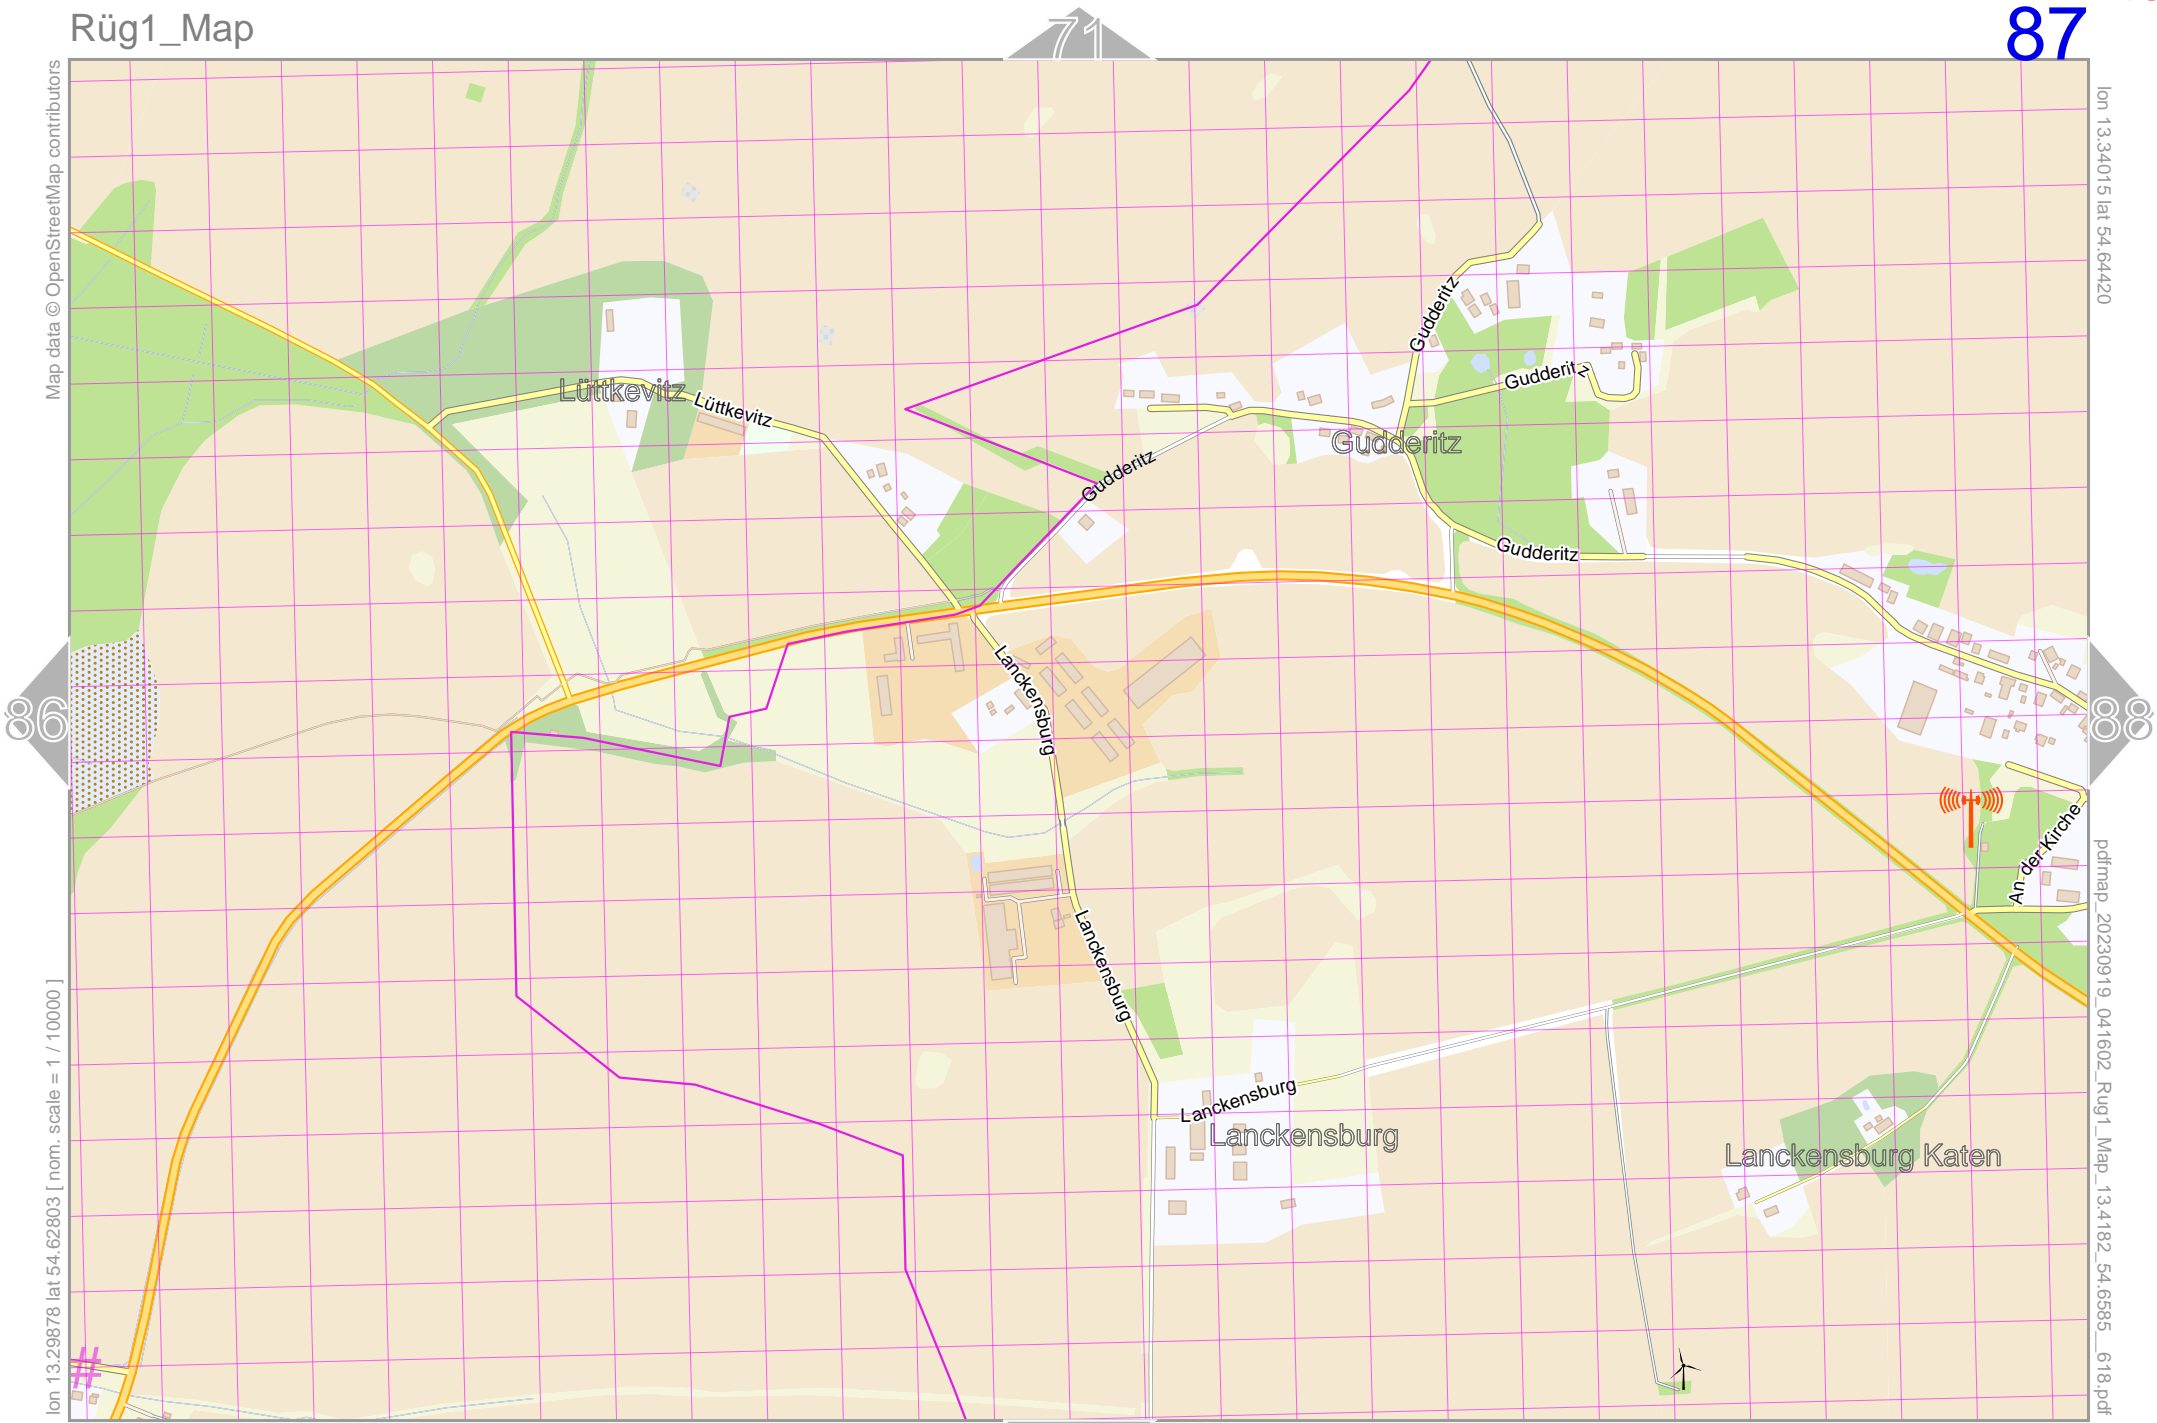 Rüg1_Map
71
87
Map data © OpenStreetMap contributors
lon 13.34015 lat 54.64420
Gudderitz
Lüttkevitz
Lüttkevitz
Gudderitz
Gudderitz
Gudderitz
Gudderitz
Lanckensburg
86
88
An der Kirche
Lanckensburg
Lanckensburg
Lanckensburg
Lanckensburg Katen
lon 13.29878 lat 54.62803 [ nom. scale = 1 / 10000 ]
pdfmap_20230919_041602_Rug1_Map_13.4182_54.6585__618.pdf
#